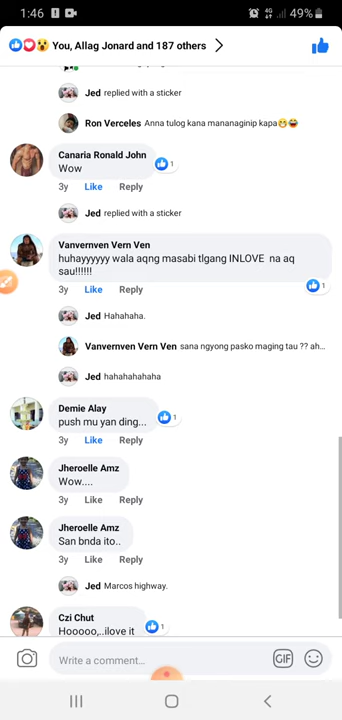 1:46
4G 49%
You, Allag Jonard and 187 others
Jed replied with a sticker
Ron Verceles Anna tulog kana mananaginip kapa
Canaria Ronald John
Wow
1
3y Like Reply
Jed replied with a sticker
Vanvernven Vern Ven
huhayyyyyy wala aqng masabi tlgang INLOVE na aq
sau!!!!!!
1
3y Like Reply
Jed Hahahaha.
Vanvernven Vern Ven sana ngyong pasko maging tau ?? ah...
Jed hahahahahaha
Demie Alay
push mu yan ding...
1
3y Like Reply
Jheroelle Amz
Wow....
3y Like Reply
Jheroelle Amz
San bnda ito..
3y Like Reply
Jed Marcos highway.
Czi Chut
Hooooo,..ilove it
1
Write a comment...
GIF